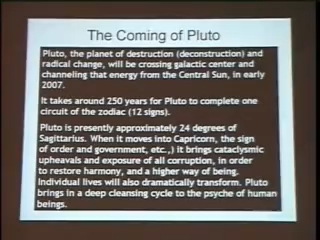 The Coming of Pluto
Pluto, the planet of destruction (deconstruction) and
radical change, will be crossing galactic center and
channeling that energy from the Central Sun, in early
2007.
It takes around 250 years for Pluto to complete one
circuit of the zodiac (12 signs).
Pluto is presently approximately 24 degrees of
Sagittarius. When it moves into Capricorn, the sign
of order and government, etc.,) it brings cataclysmic
upheavals and exposure of all corruption, in order
to restore harmony, and a higher way of being.
Individual lives will also dramatically transform. Pluto
brings in a deep cleansing cycle to the psyche of human
beings.